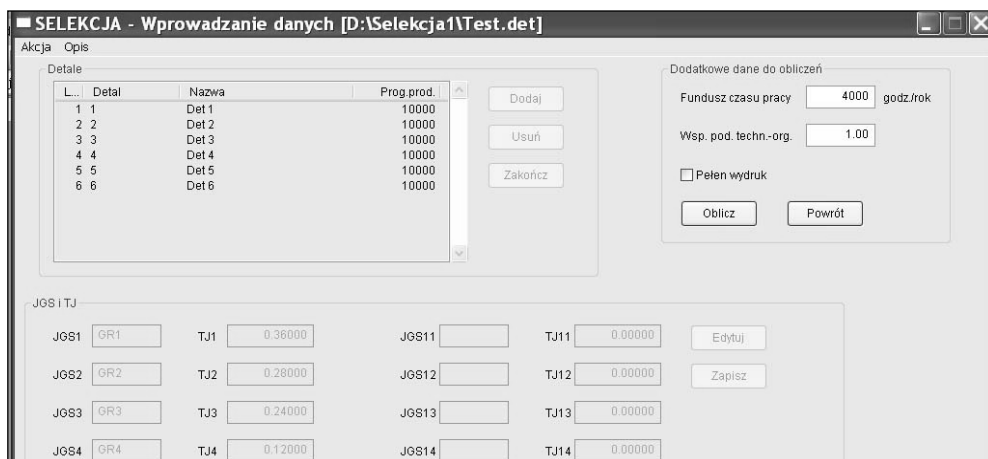 SELEKCJA - Wprowadzanie danych [D:\Selekcja1\Test.det]
Akcja Opis
Detale
L... Detal Nazwa Prog.prod.
1 1 Det 1 10000
2 2 Det 2 10000
3 3 Det 3 10000
4 4 Det 4 10000
5 5 Det 5 10000
6 6 Det 6 10000
Dodaj
Usuń
Zakończ
Dodatkowe dane do obliczeń
Fundusz czasu pracy 4000 godz./rok
Wsp. pod. techn.-org. 1.00
Pełen wydruk
Oblicz Powrót
JGS i TJ
JGS1 GR1 TJ1 0.36000 JGS11 TJ11 0.00000 Edytuj
JGS2 GR2 TJ2 0.28000 JGS12 TJ12 0.00000 Zapisz
JGS3 GR3 TJ3 0.24000 JGS13 TJ13 0.00000
JGS4 GR4 TJ4 0.12000 JGS14 TJ14 0.00000